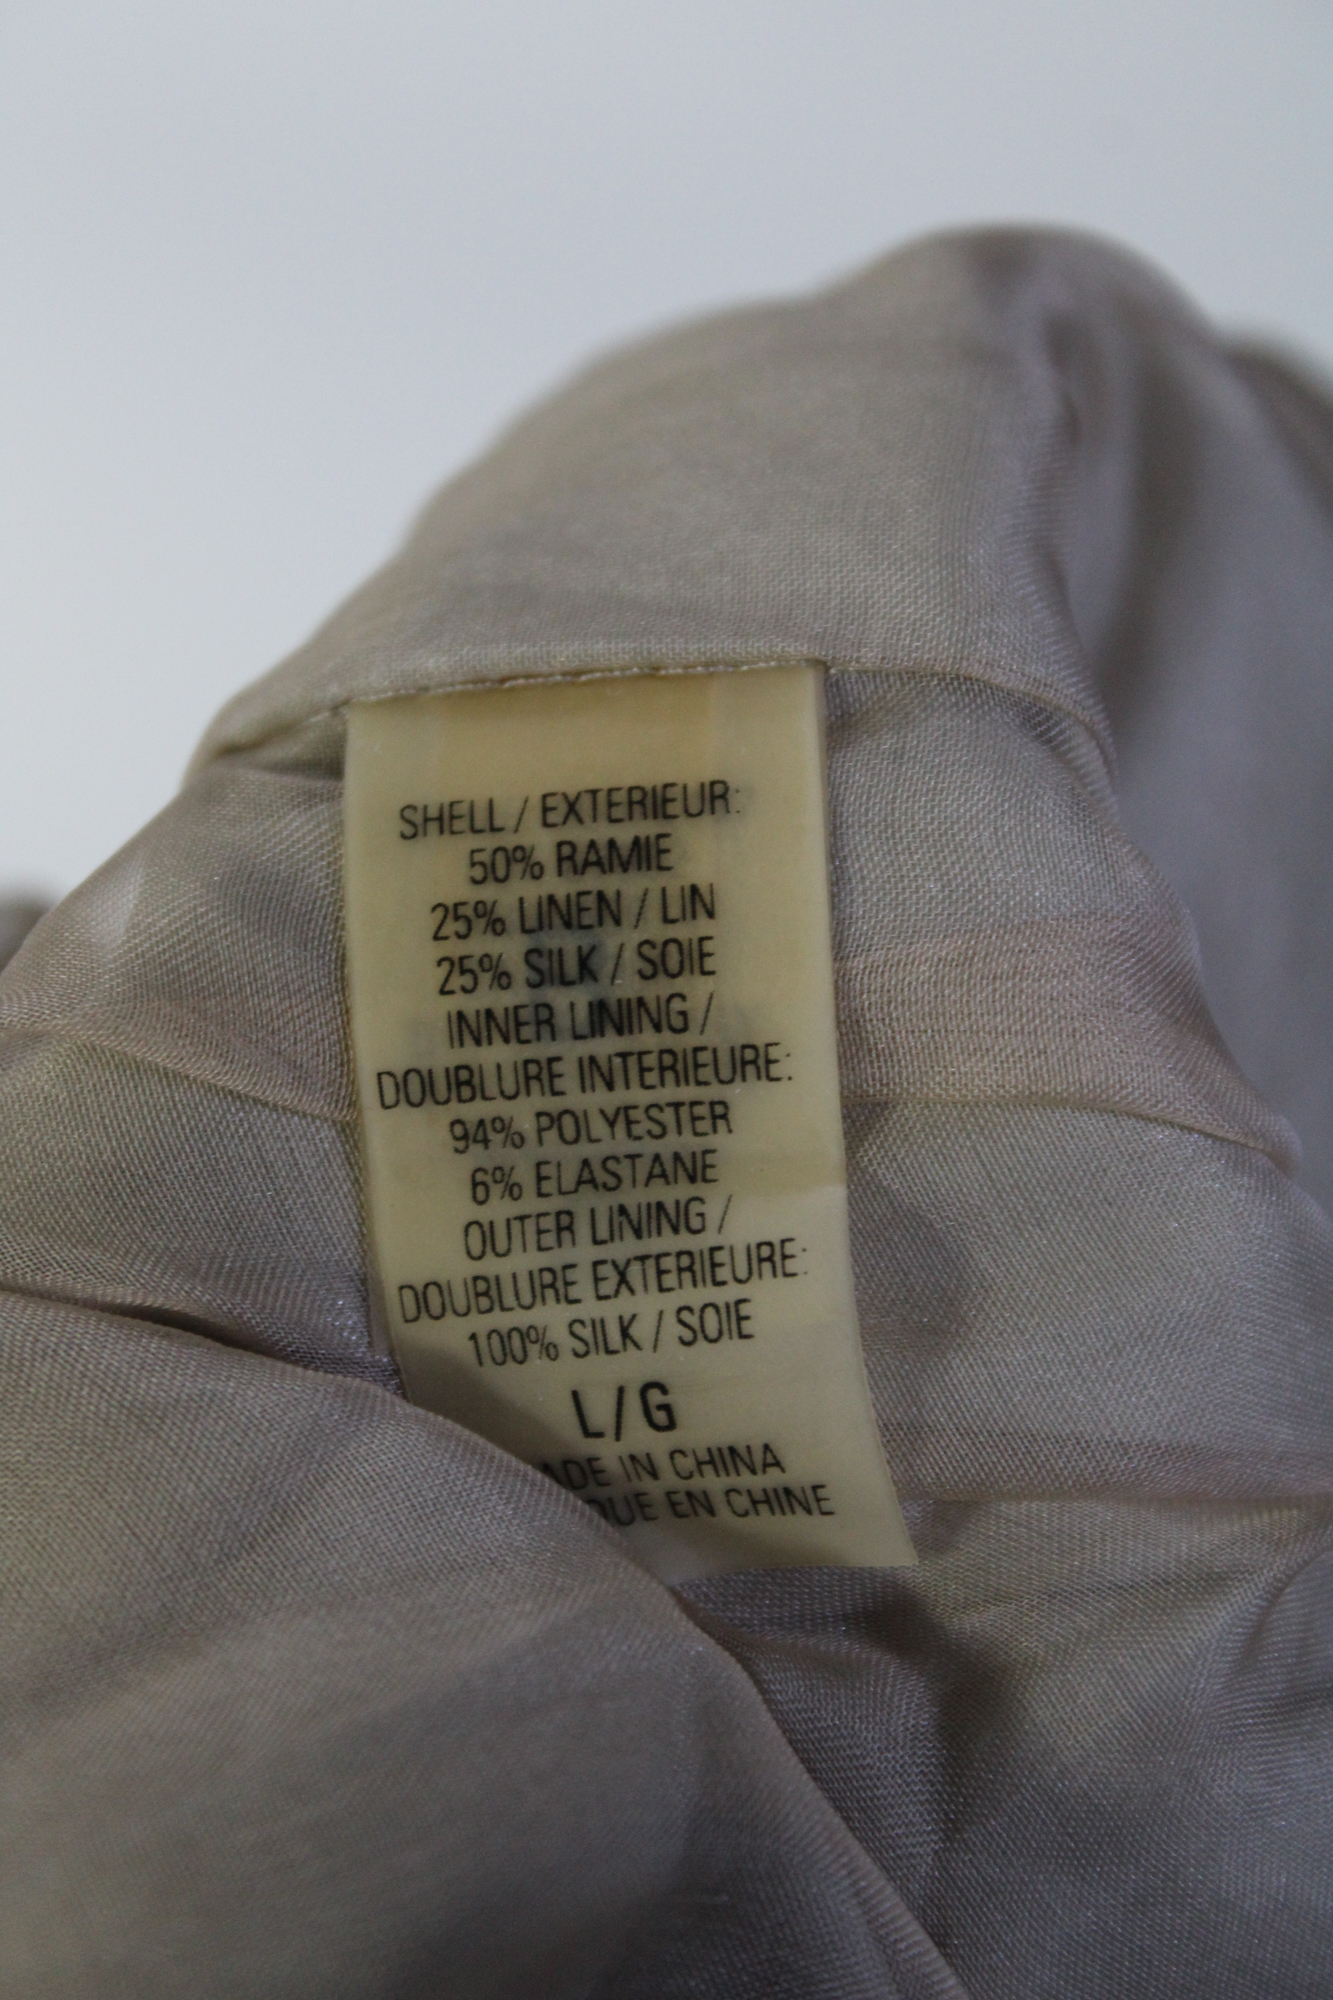 SHELL / EXTERIEUR:
50% RAMIE
25% LINEN / LIN
25% SILK / SOIE
INNER LINING /
DOUBLURE INTERIEURE:
94% POLYESTER
6% ELASTANE
OUTER LINING /
DOUBLURE EXTERIEURE:
100% SILK / SOIE
L/G
ADE IN CHINA
QUE EN CHINE